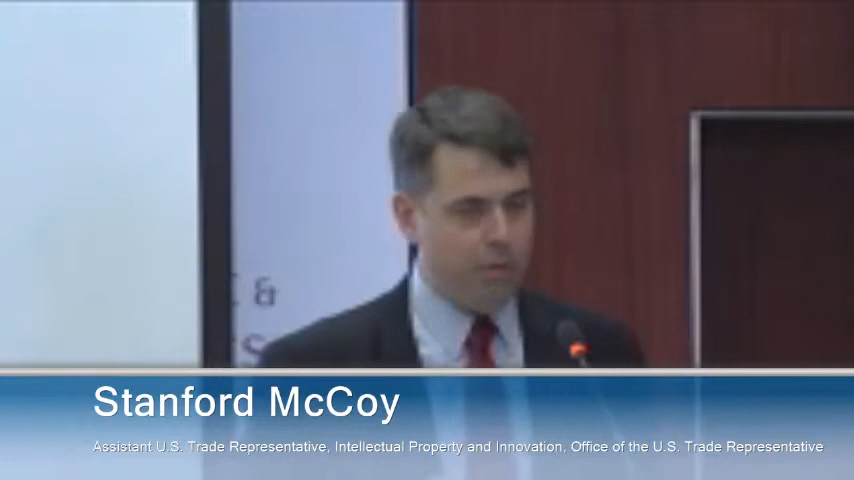 &
Stanford McCoy
Assistant U.S. Trade Representative, Intellectual Property and Innovation, Office of the U.S. Trade Representative